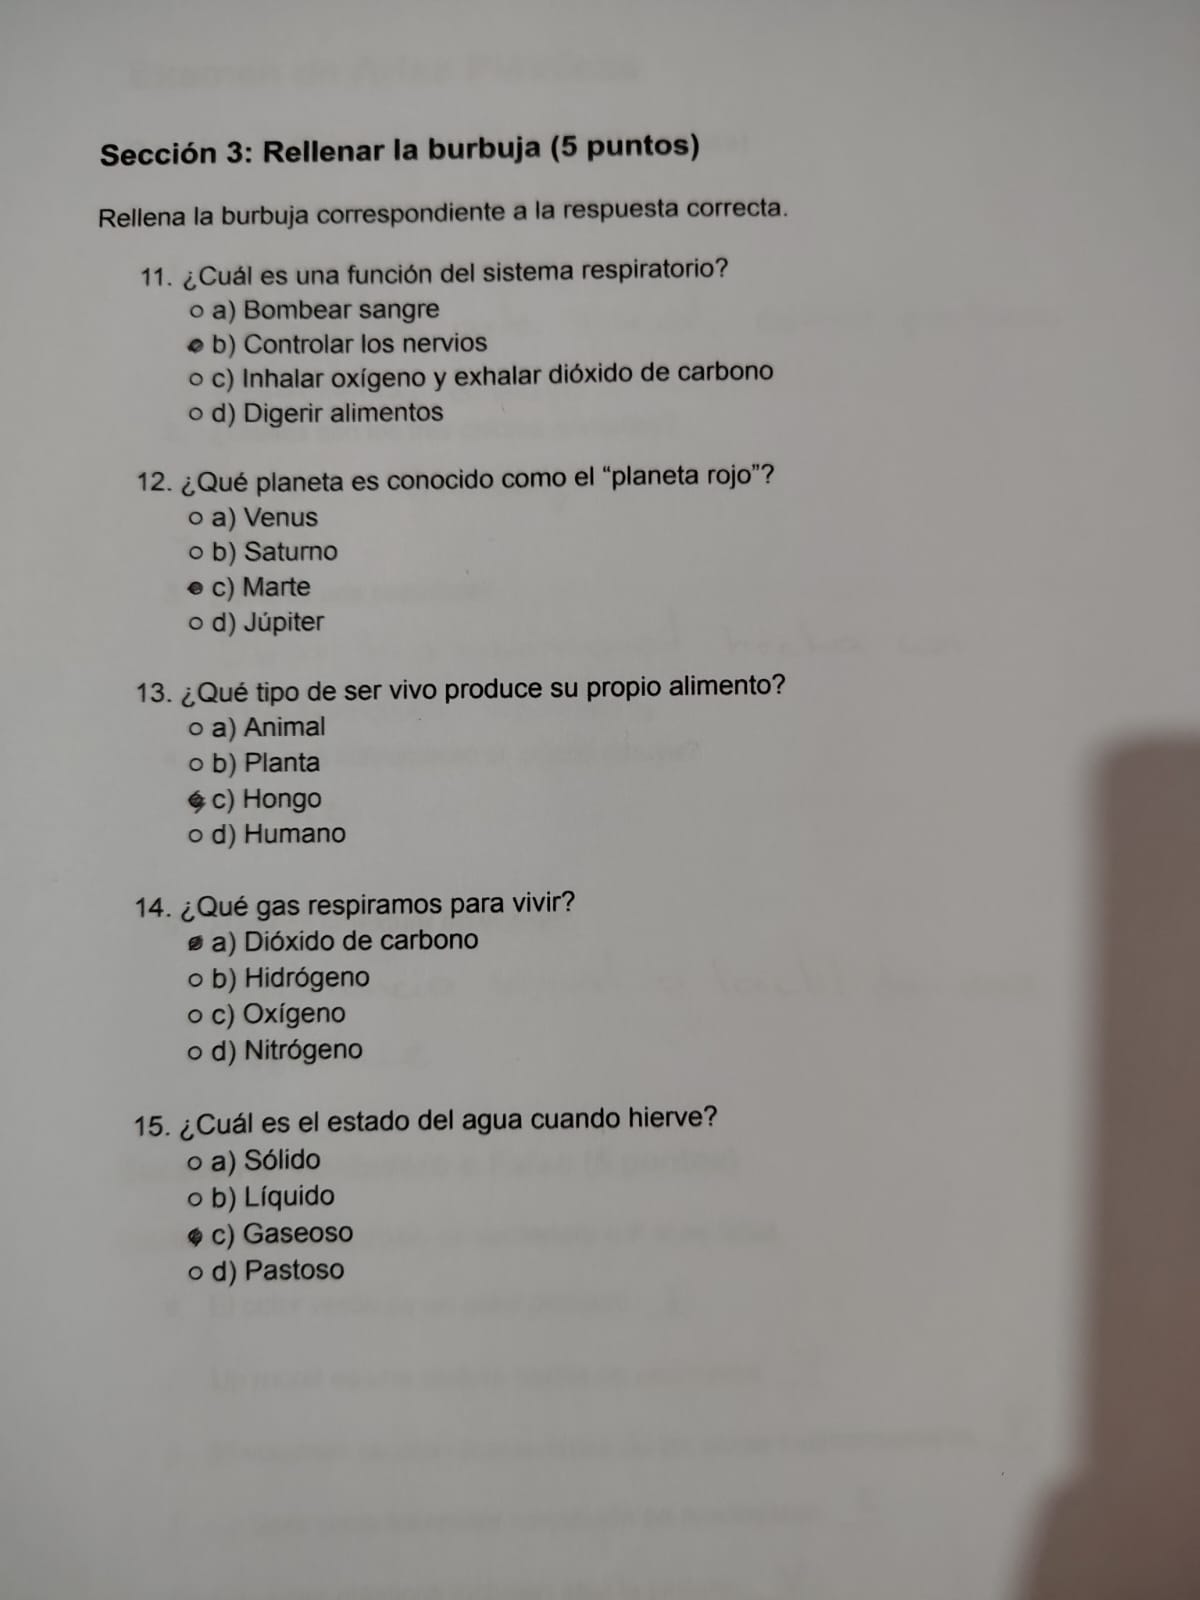 Sección 3: Rellenar la burbuja (5 puntos)
Rellena la burbuja correspondiente a la respuesta correcta.
11. ¿Cuál es una función del sistema respiratorio?
a) Bombear sangre
b) Controlar los nervios
c) Inhalar oxígeno y exhalar dióxido de carbono
d) Digerir alimentos
12. ¿Qué planeta es conocido como el “planeta rojo”?
a) Venus
b) Saturno
c) Marte
d) Júpiter
13. ¿Qué tipo de ser vivo produce su propio alimento?
a) Animal
b) Planta
c) Hongo
d) Humano
14. ¿Qué gas respiramos para vivir?
a) Dióxido de carbono
b) Hidrógeno
c) Oxígeno
d) Nitrógeno
15. ¿Cuál es el estado del agua cuando hierve?
a) Sólido
b) Líquido
c) Gaseoso
d) Pastoso